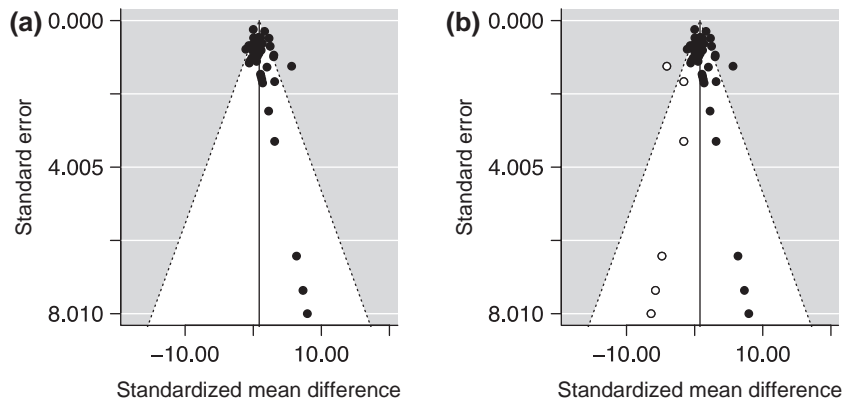 (a)
0.000
4.005
8.010
Standard error
−10.00 10.00
Standardized mean difference
(b)
0.000
4.005
8.010
Standard error
−10.00 10.00
Standardized mean difference